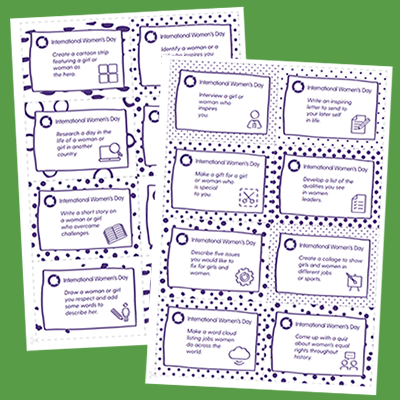 International Women's Day
Create a cartoon strip
featuring a girl or
woman as
the hero.
International Women's Day
Identify a woman or a
International Women's Day
Research a day in the
life of a woman or
girl in another
country.
International Women's Day
Write a short story on
a woman or girl
who overcame
challenges.
International Women's Day
Draw a woman or girl
you respect and add
some words to
describe her.
International Women's Day
Interview a girl or
woman who
inspires
you.
International Women's Day
Write an inspiring
letter to send to
your later self
in life.
International Women's Day
Make a gift for a girl
or woman who
is special
to you.
International Women's Day
Develop a list of the
qualities you see
in women
leaders.
International Women's Day
Describe five issues
you would like to
fix for girls and
women.
International Women's Day
Create a collage to show
girls and women in
different jobs
or sports.
International Women's Day
Make a word cloud
listing jobs women
do across the
world.
International Women's Day
Come up with a quiz
about women's equal
rights throughout
history.